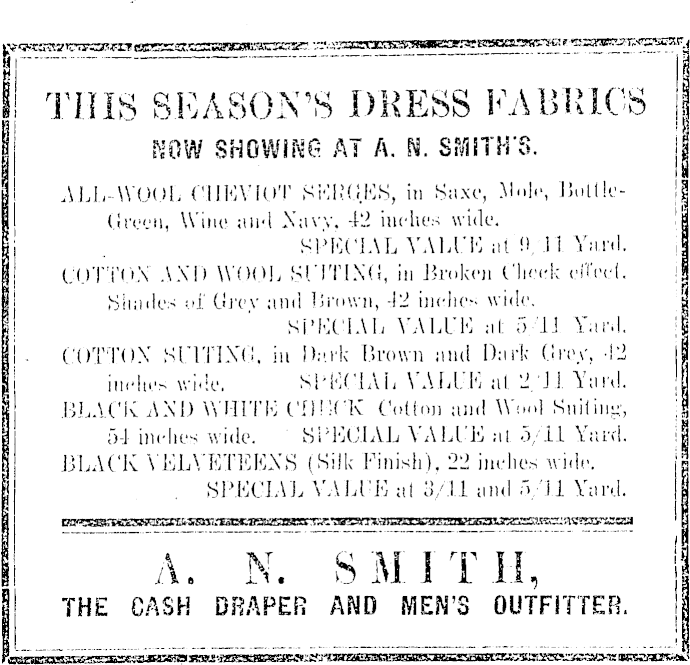 THIS SEASON'S DRESS FABRICS
NOW SHOWING AT A. N. SMITH'S.
ALL-WOOL CHEVIOT SERGES, in Saxe, Mole, Bottle-
Green, Wine and Navy, 42 inches wide.
SPECIAL VALUE at 9/11 Yard.
COTTON AND WOOL SUITING, in Broken Check effect.
Shades of Grey and Brown, 42 inches wide.
SPECIAL VALUE at 5/11 Yard.
COTTON SUITING, in Dark Brown and Dark Grey, 42
inches wide. SPECIAL VALUE at 2/11 Yard.
BLACK AND WHITE CHECK Cotton and Wool Suiting,
54 inches wide. SPECIAL VALUE at 5/11 Yard.
BLACK VELVETEENS (Silk Finish), 22 inches wide.
SPECIAL VALUE at 3/11 and 5/11 Yard.
A. N. SMITH,
THE CASH DRAPER AND MEN'S OUTFITTER.